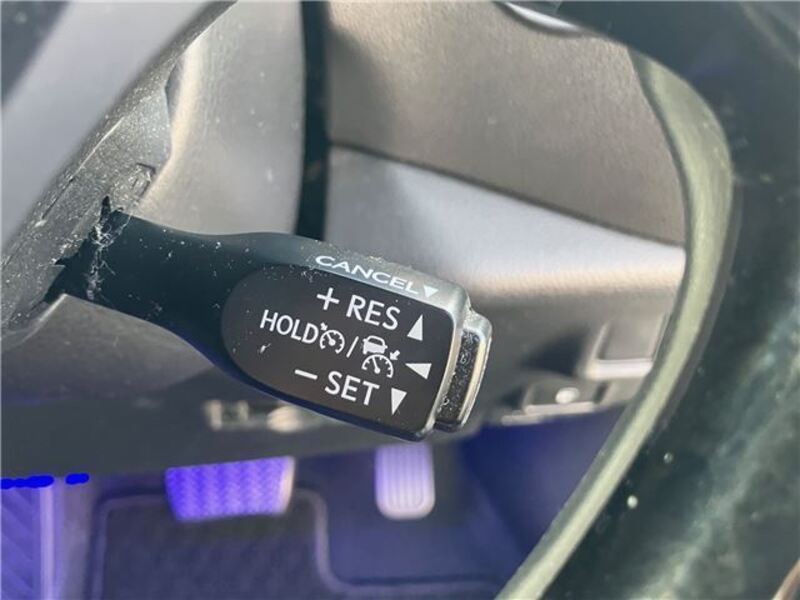 CANCEL▼
+ RES ▲
HOLD / ◀
− SET ▼